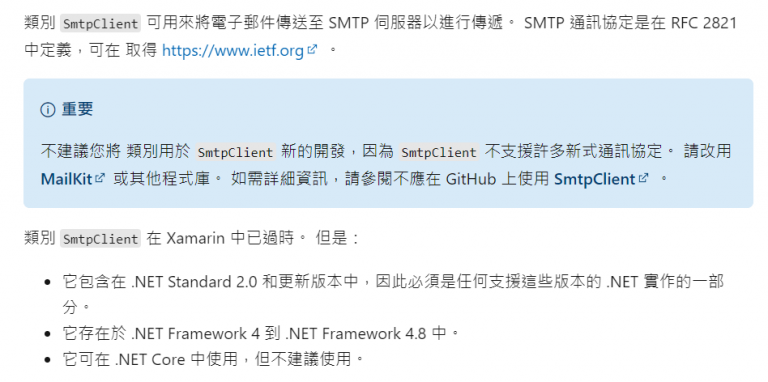 類別 SmtpClient 可用來將電子郵件傳送至 SMTP 伺服器以進行傳遞。 SMTP 通訊協定是在 RFC 2821
中定義，可在 取得 https://www.ietf.org 。
重要
不建議您將 類別用於 SmtpClient 新的開發，因為 SmtpClient 不支援許多新式通訊協定。 請改用
MailKit 或其他程式庫。 如需詳細資訊，請參閱不應在 GitHub 上使用 SmtpClient 。
類別 SmtpClient 在 Xamarin 中已過時。 但是：
• 它包含在 .NET Standard 2.0 和更新版本中，因此必須是任何支援這些版本的 .NET 實作的一部
分。
• 它存在於 .NET Framework 4 到 .NET Framework 4.8 中。
• 它可在 .NET Core 中使用，但不建議使用。